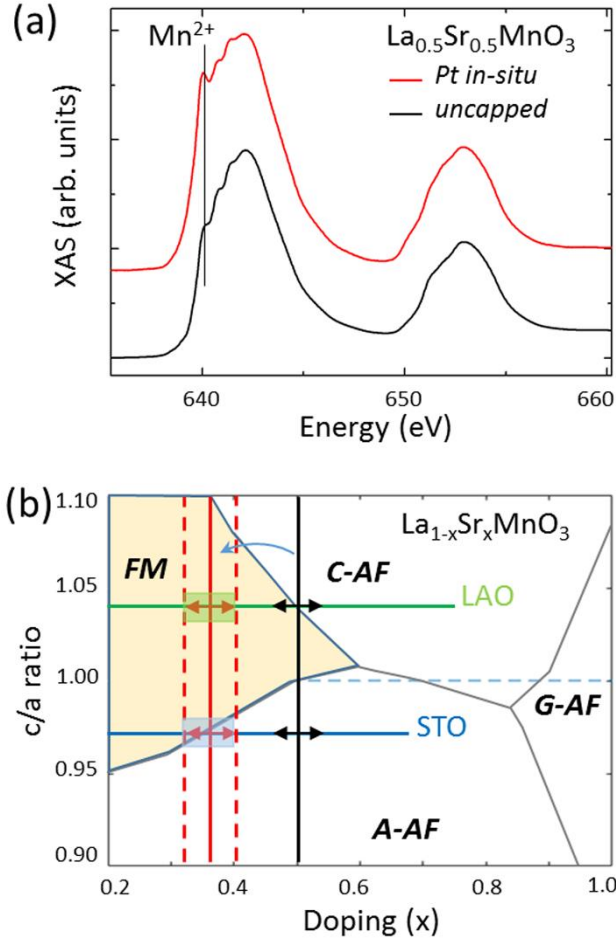 (a)
Mn²⁺
La₀.₅Sr₀.₅MnO₃
Pt in-situ
uncapped
XAS (arb. units)
640
650
660
Energy (eV)
(b)
1.10
La₁₋ₓSrₓMnO₃
FM
C-AF
1.05
LAO
c/a ratio
1.00
G-AF
STO
0.95
A-AF
0.90
0.2
0.4
0.6
0.8
1.0
Doping (x)